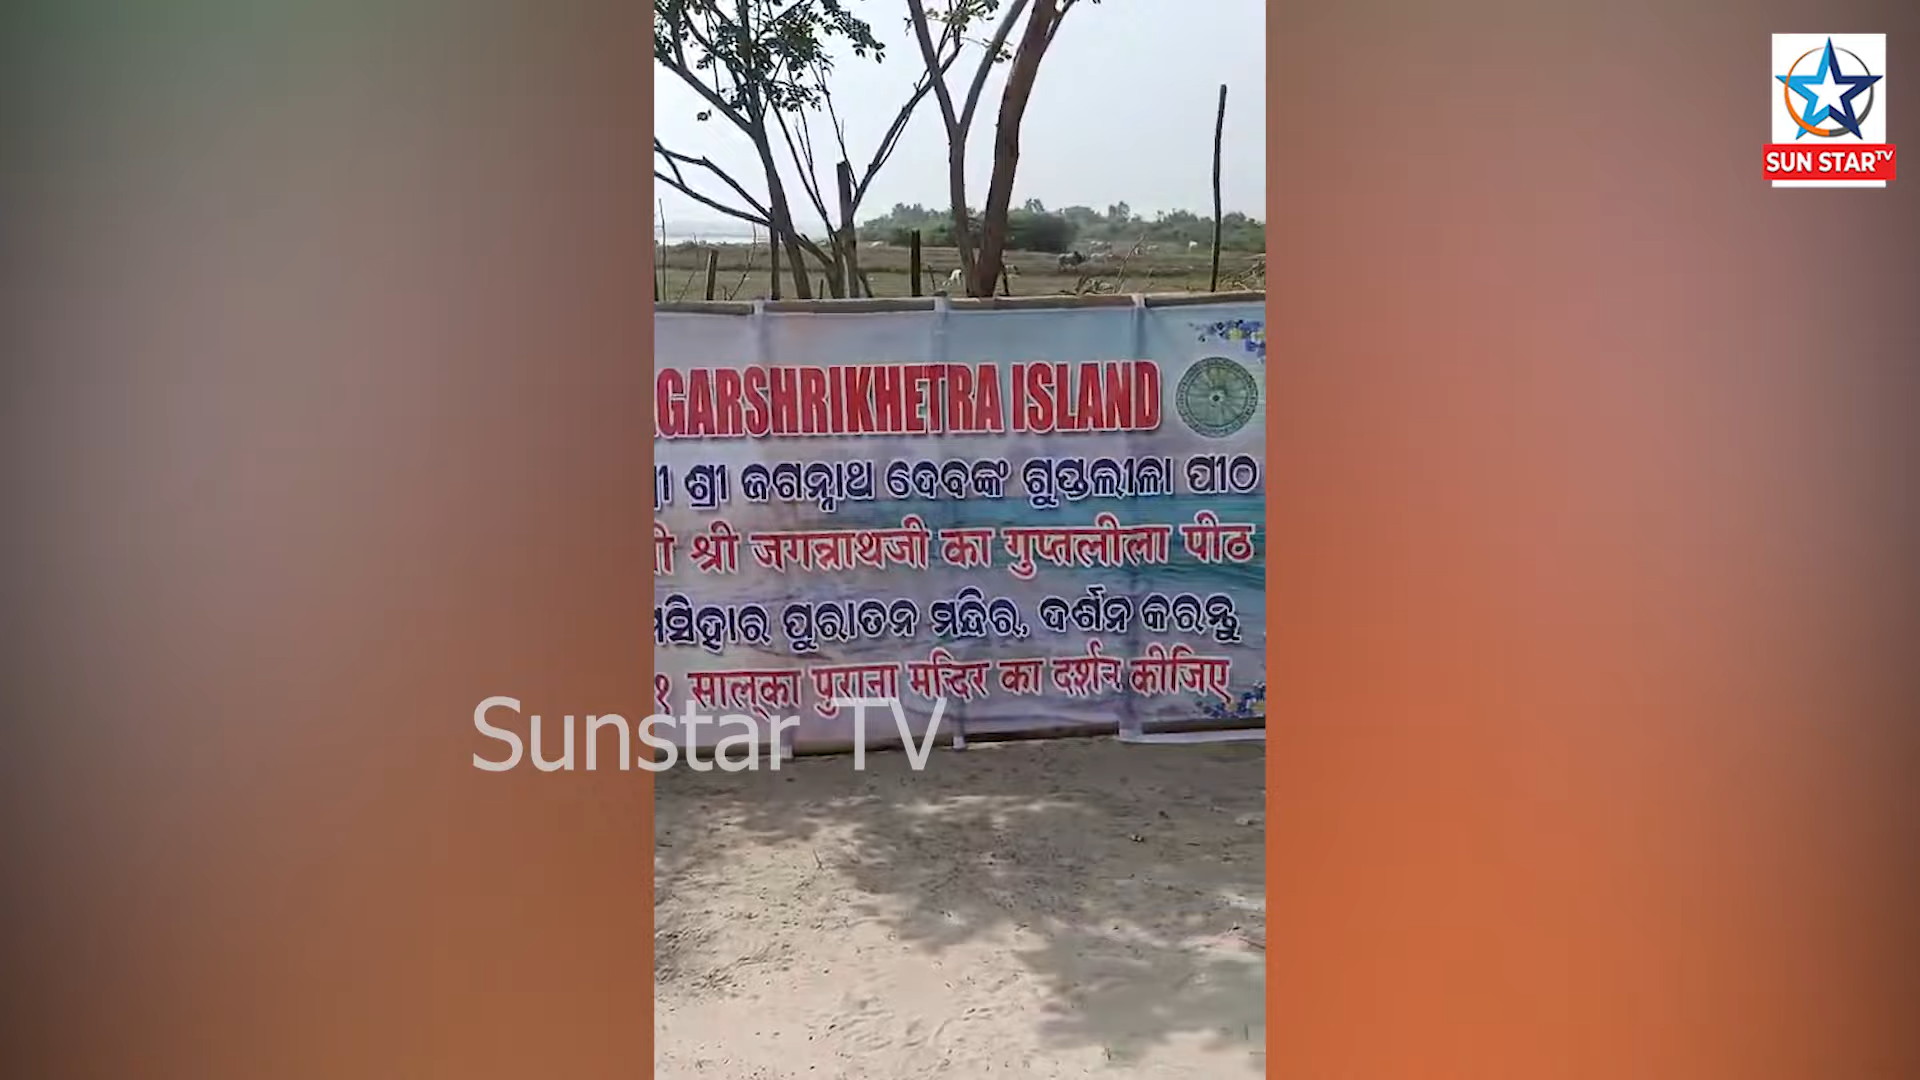 SUN STAR TV
GARSHRIKHETRA ISLAND
ଶ୍ରୀ ଜଗନ୍ନାଥ ଦେବଙ୍କ ଗୁପ୍ତଲୀଳା ପୀଠ
श्री जगन्नाथजी का गुप्तलीला पीठ
ପୁରାତନ ମନ୍ଦିର, ଦର୍ଶନ କରନ୍ତୁ
१ साल्का पुराना मन्दिर का दर्शन कीजिए
Sunstar TV